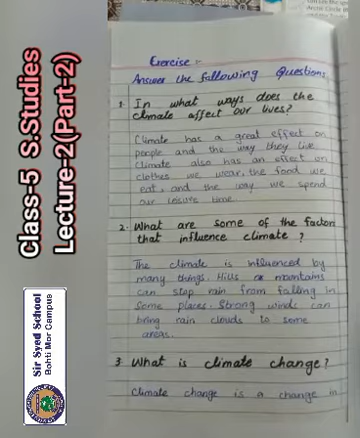 Class-5 S.Studies
Lecture-2(Part-2)
Sir Syed School
Bohti Mor Campus
Exercise :-
Answer the following Questions
1. In what ways does the
climate affect our lives?
Climate has a great effect on
people and the way they live
Climate also has an effect on
clothes we wear, the food we
eat, and the way we spend
our leisure time.
2. What are some of the factors
that influence climate ?
The climate is influenced by
many things. Hills or mountains
can stop rain from falling in
some places. Strong winds can
bring rain clouds to some
areas.
3 What is climate change?
Climate change is a change in